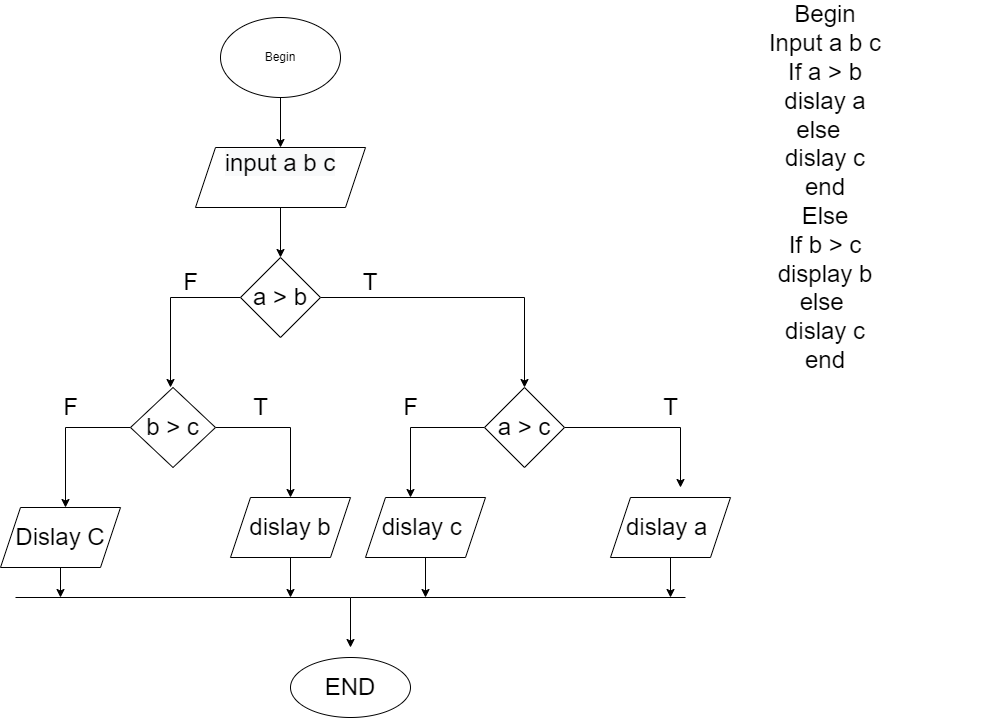 Begin
input a b c
F
T
a > b
F
T
F
T
b > c
a > c
Dislay C
dislay b
dislay c
dislay a
END
Begin
Input a b c
If a > b
dislay a
else
dislay c
end
Else
If b > c
display b
else
dislay c
end